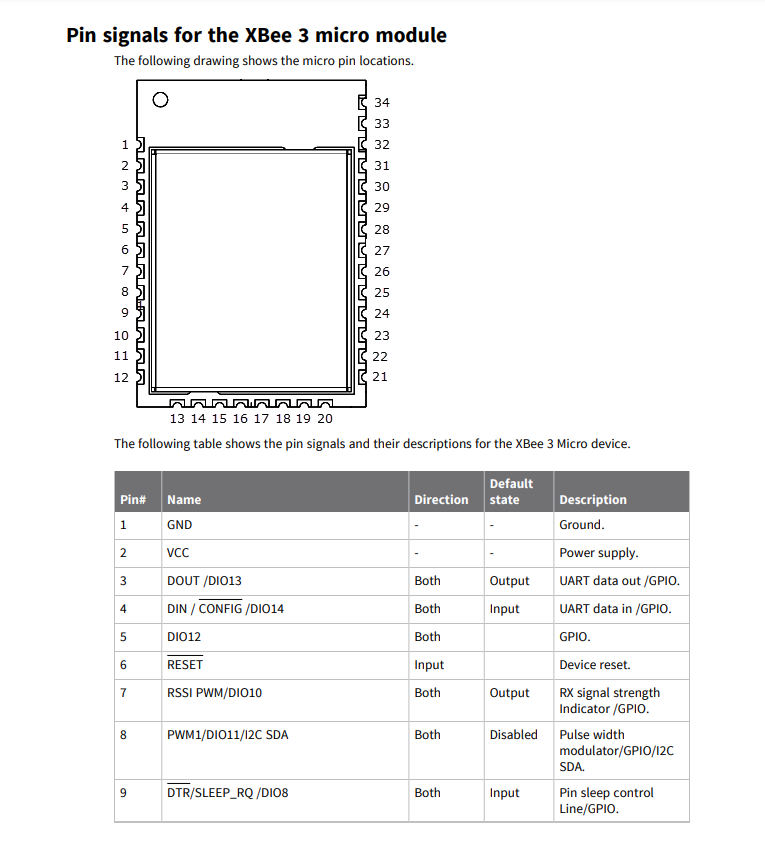 Pin signals for the XBee 3 micro module
The following drawing shows the micro pin locations.
34
33
1 32
2 31
3 30
4 29
5 28
6 27
7 26
8 25
9 24
10 23
11 22
12 21
13 14 15 16 17 18 19 20
The following table shows the pin signals and their descriptions for the XBee 3 Micro device.
Pin# Name Direction Default state Description
1 GND - - Ground.
2 VCC - - Power supply.
3 DOUT /DIO13 Both Output UART data out /GPIO.
4 DIN / CONFIG /DIO14 Both Input UART data in /GPIO.
5 DIO12 Both GPIO.
6 RESET Input Device reset.
7 RSSI PWM/DIO10 Both Output RX signal strength
Indicator /GPIO.
8 PWM1/DIO11/I2C SDA Both Disabled Pulse width
modulator/GPIO/I2C
SDA.
9 DTR/SLEEP_RQ /DIO8 Both Input Pin sleep control
Line/GPIO.